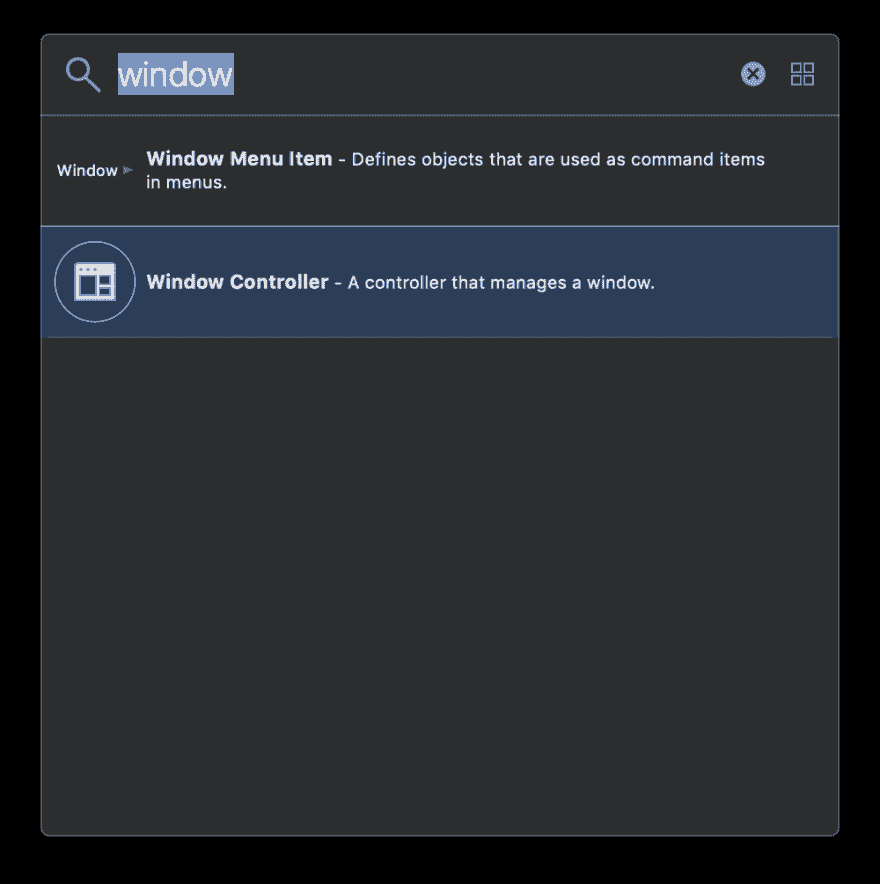 window
Window
Window Menu Item - Defines objects that are used as command items
in menus.
Window Controller - A controller that manages a window.